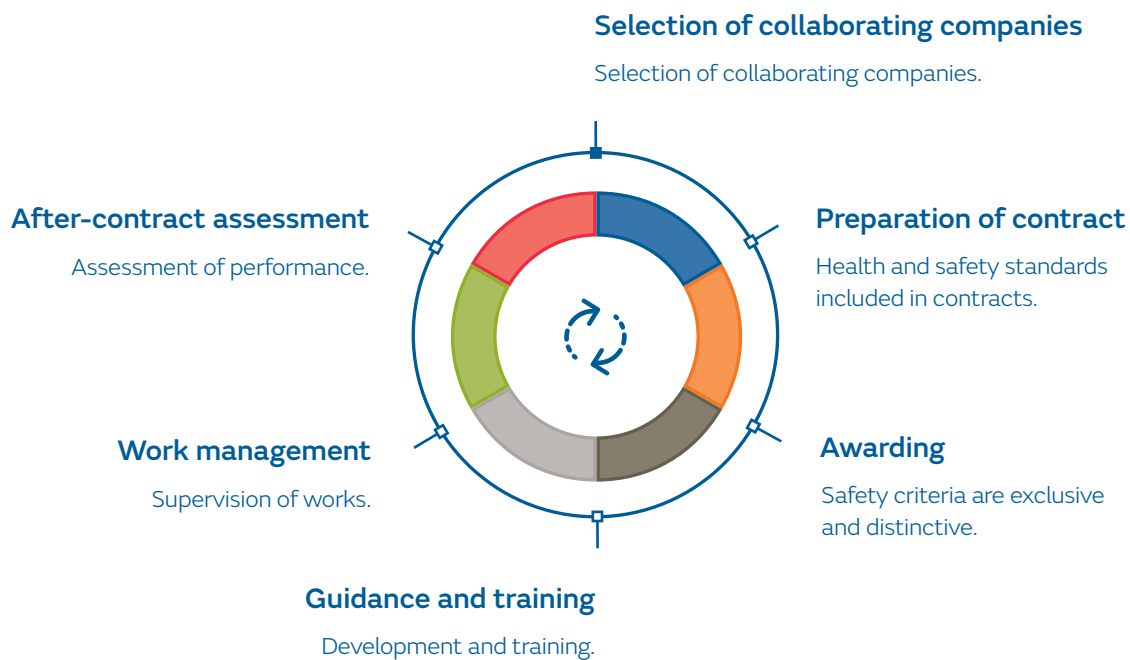 Selection of collaborating companies
Selection of collaborating companies.
Preparation of contract
Health and safety standards
included in contracts.
Awarding
Safety criteria are exclusive
and distinctive.
Guidance and training
Development and training.
Work management
Supervision of works.
After-contract assessment
Assessment of performance.